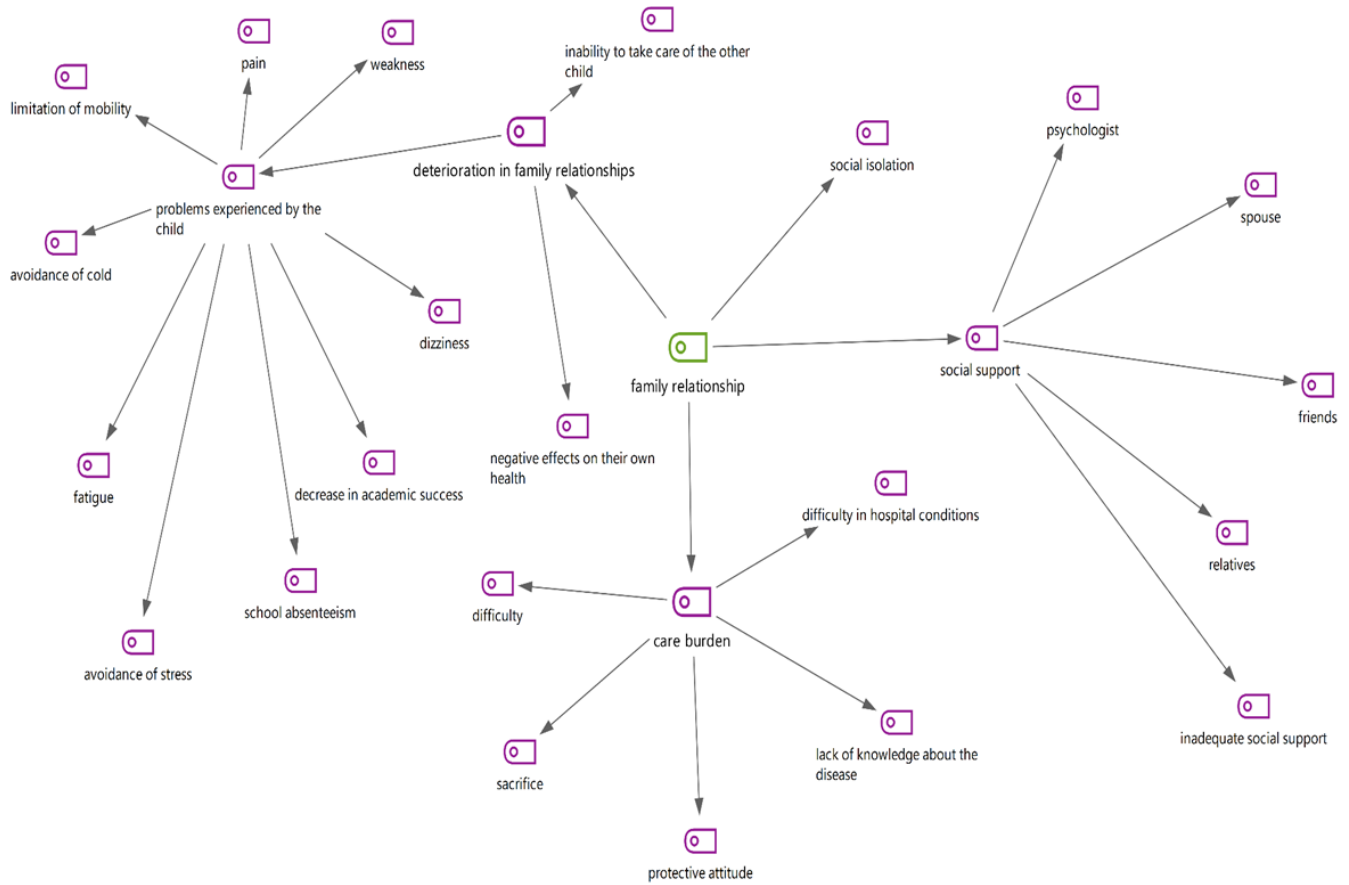 pain
weakness
inability to take care of the other
child
limitation of mobility
psychologist
social isolation
deterioration in family relationships
spouse
problems experienced by the
child
avoidance of cold
dizziness
social support
family relationship
friends
negative effects on their own
health
fatigue
decrease in academic success
difficulty in hospital conditions
relatives
school absenteeism
difficulty
care burden
avoidance of stress
inadequate social support
lack of knowledge about the
disease
sacrifice
protective attitude